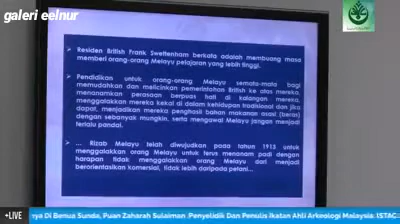 galeri eelnur
Residen British Frank Swettenham berkata adalah membuang masa
memberi orang-orang Melayu pelajaran yang lebih tinggi.
Pendidikan untuk orang-orang Melayu semata-mata bagi
memudahkan dan melicinkan pemerintahan British ke atas mereka,
menanamkan perasaan berpuas hati di kalangan mereka,
menggalakkan mereka kekal di dalam kehidupan tradisional dan jika
dapat, menjadikan mereka penghasil bahan makanan asasi (beras)
dengan sebanyak mungkin, serta mengawal Melayu jangan menjadi
terlalu pandai.
... Rizab Melayu telah diwujudkan pada tahun 1913 untuk
menggalakkan orang Melayu untuk terus menanam padi dengan
harapan tidak menggalakkan orang Melayu dari menjadi
berorientasikan komersial, tidak lebih daripada petani...
LIVE
nya Di Benua Sunda, Puan Zaharah Sulaiman ,Penyelidik Dan Penulis Ikatan Ahli Arkeologi Malaysia: ISTAC